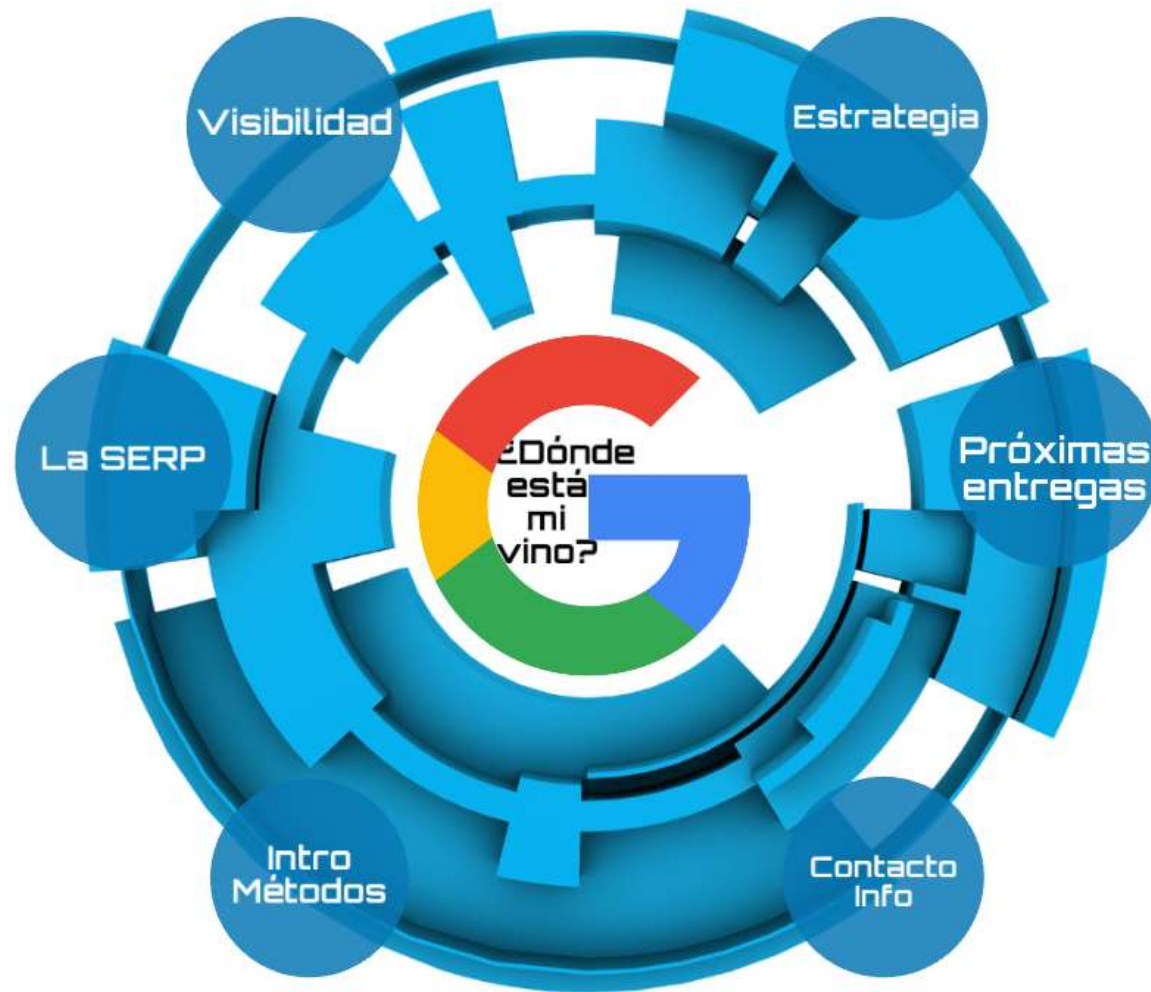 Visibilidad
Estrategia
La SERP
¿Dónde
está
mi
vino?
Próximas
entregas
Intro
Métodos
Contacto
Info